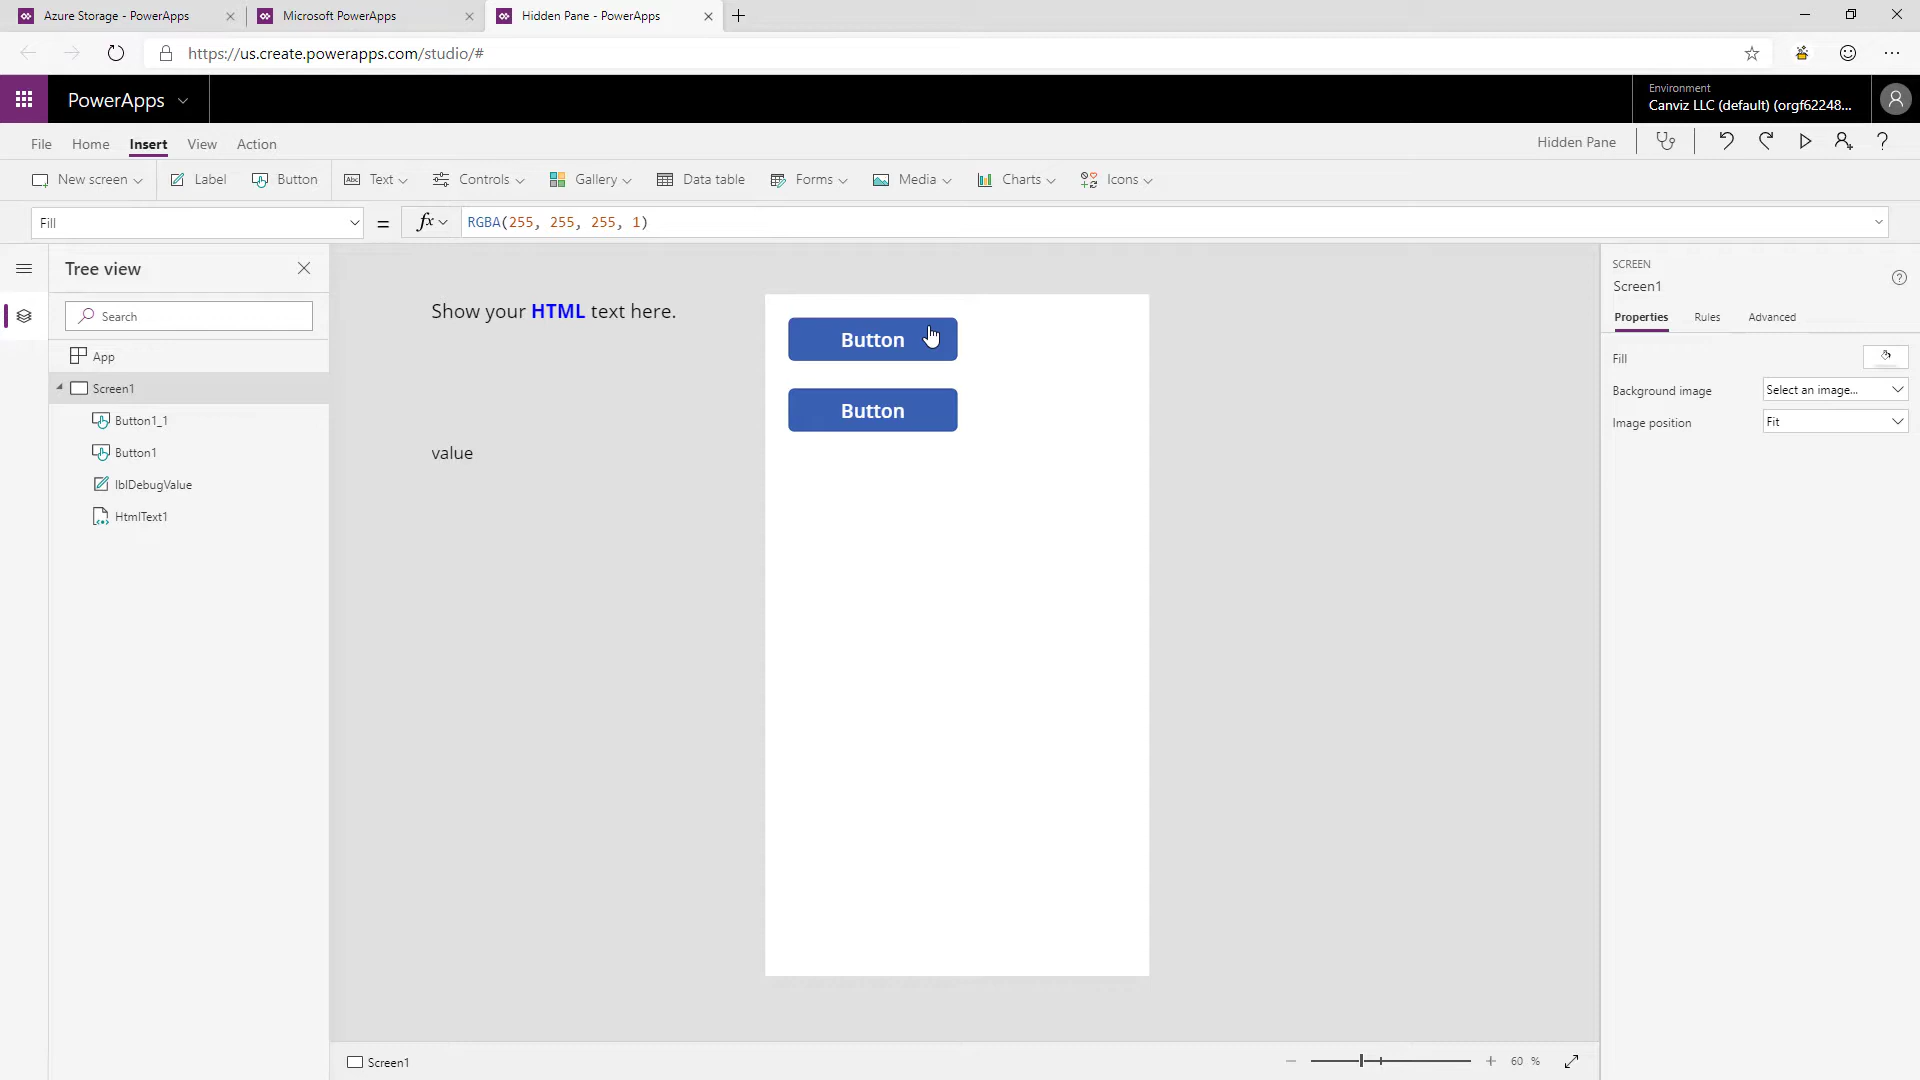 Azure Storage - PowerApps
Microsoft PowerApps
Hidden Pane - PowerApps
https://us.create.powerapps.com/studio/#
PowerApps
Environment
Canviz LLC (default) (orgf62248...
File Home Insert View Action
Hidden Pane
New screen Label Button Text Controls Gallery Data table Forms Media Charts Icons
Fill = fx RGBA(255, 255, 255, 1)
Tree view
Search
App
Screen1
Button1_1
Button1
lblDebugValue
HtmlText1
Show your HTML text here.
value
Button
Button
SCREEN
Screen1
Properties Rules Advanced
Fill
Background image Select an image...
Image position Fit
Screen1
60 %